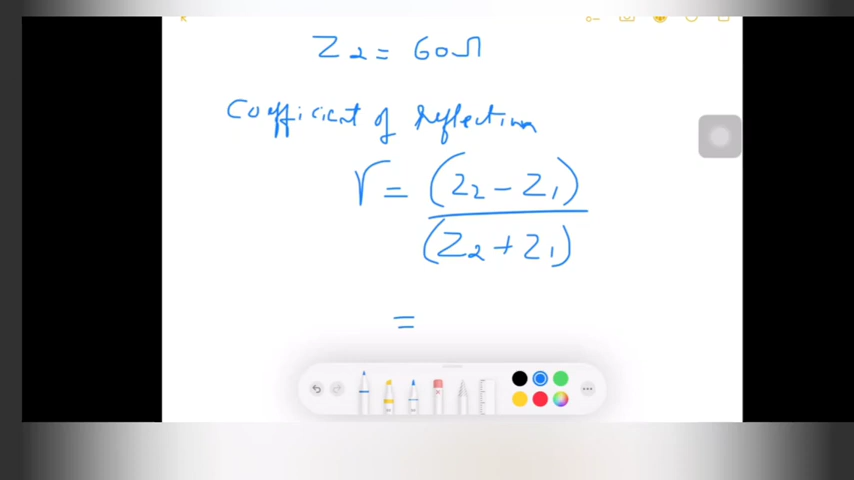 Z2 = 60Ω
Coefficient of reflection
r = (Z2 - Z1)
(Z2 + Z1)
=